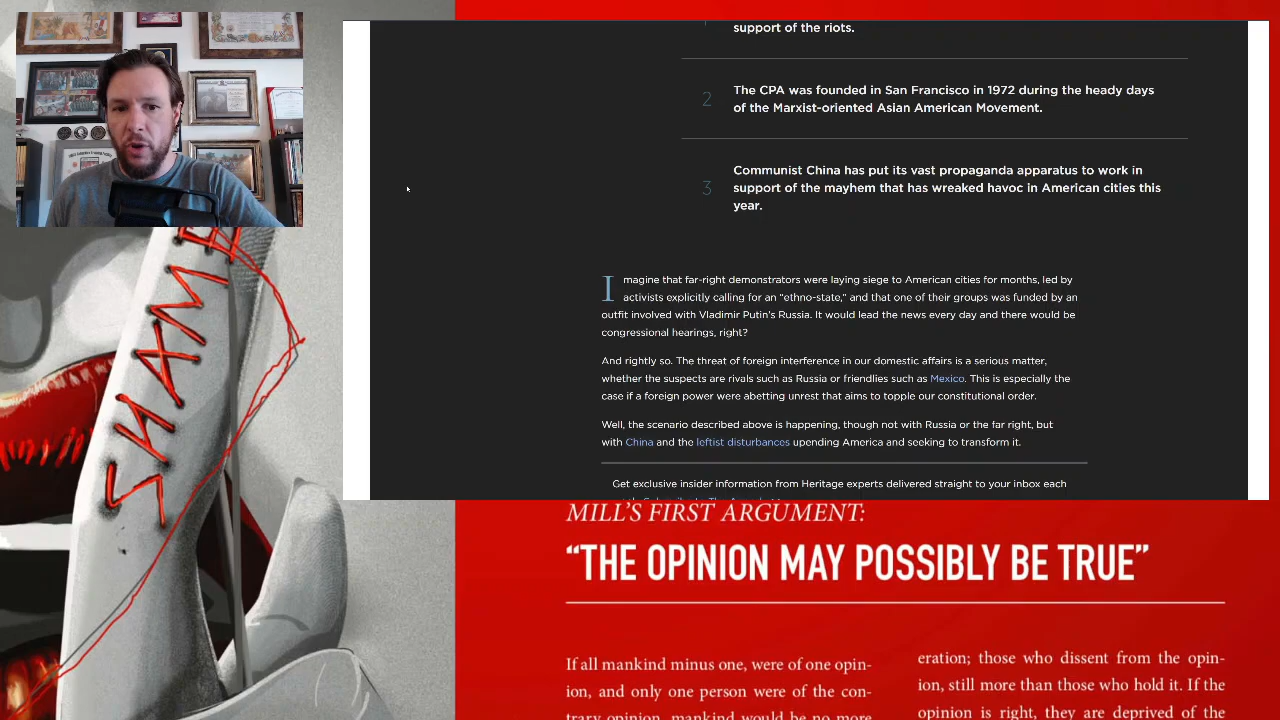 support of the riots.
2
The CPA was founded in San Francisco in 1972 during the heady days
of the Marxist-oriented Asian American Movement.
3
Communist China has put its vast propaganda apparatus to work in
support of the mayhem that has wreaked havoc in American cities this
year.
Imagine that far-right demonstrators were laying siege to American cities for months, led by
activists explicitly calling for an “ethno-state,” and that one of their groups was funded by an
outfit involved with Vladimir Putin’s Russia. It would lead the news every day and there would be
congressional hearings, right?
And rightly so. The threat of foreign interference in our domestic affairs is a serious matter,
whether the suspects are rivals such as Russia or friendlies such as Mexico. This is especially the
case if a foreign power were abetting unrest that aims to topple our constitutional order.
Well, the scenario described above is happening, though not with Russia or the far right, but
with China and the leftist disturbances upending America and seeking to transform it.
Get exclusive insider information from Heritage experts delivered straight to your inbox each
SHAME
MILL’S FIRST ARGUMENT:
“THE OPINION MAY POSSIBLY BE TRUE”
If all mankind minus one, were of one opin-
ion, and only one person were of the con-
trary opinion, mankind would be no more
eration; those who dissent from the opin-
ion, still more than those who hold it. If the
opinion is right, they are deprived of the